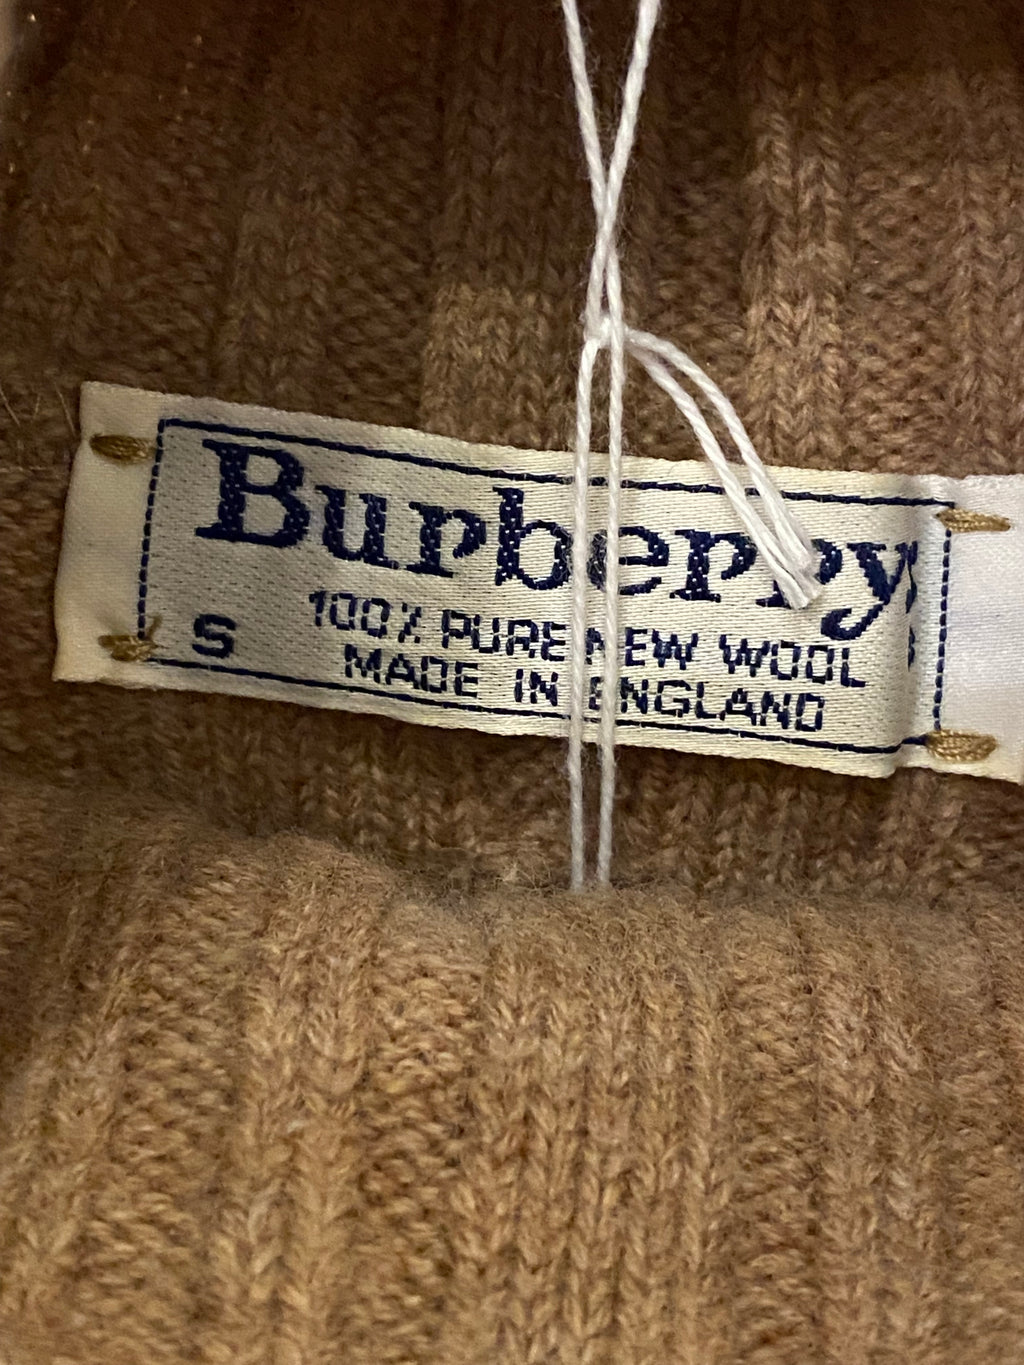 Burberrys
S
100% PURE NEW WOOL
MADE IN ENGLAND